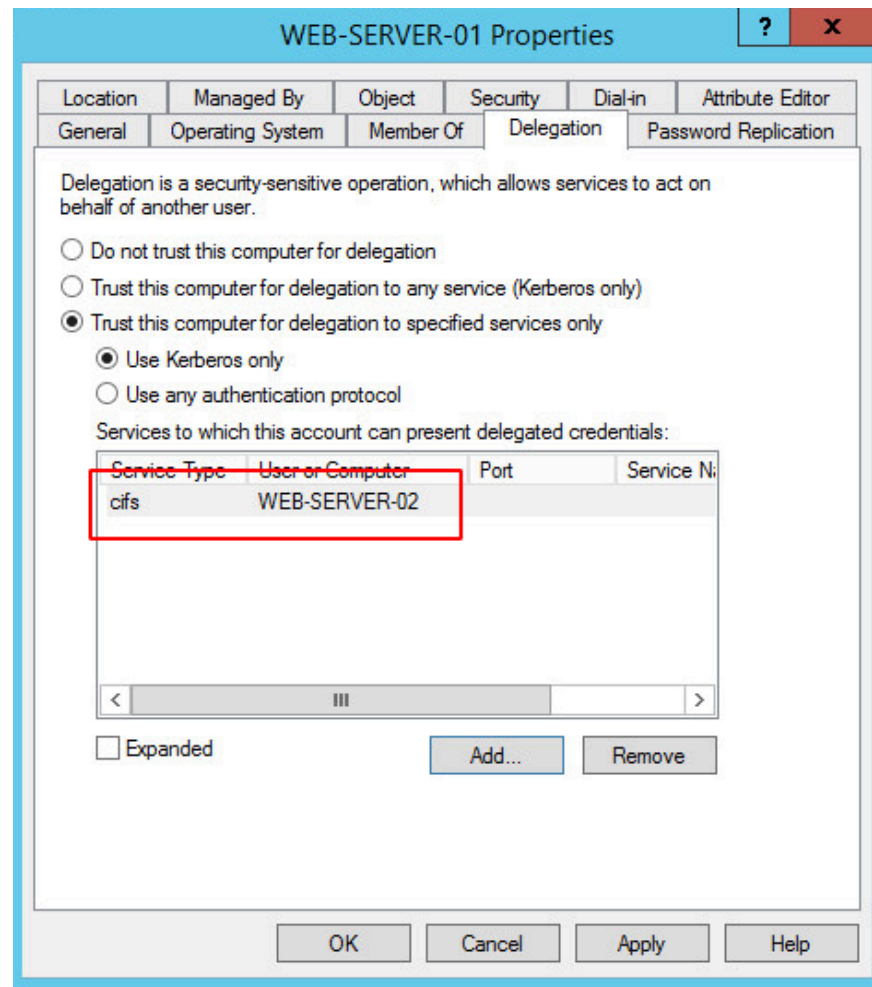 WEB-SERVER-01 Properties
? x
Location Managed By Object Security Dial-in Attribute Editor
General Operating System Member Of Delegation Password Replication
Delegation is a security-sensitive operation, which allows services to act on
behalf of another user.
Do not trust this computer for delegation
Trust this computer for delegation to any service (Kerberos only)
Trust this computer for delegation to specified services only
Use Kerberos only
Use any authentication protocol
Services to which this account can present delegated credentials:
Service Type User or Computer Port Service
cifs WEB-SERVER-02
Expanded Add... Remove
OK Cancel Apply Help